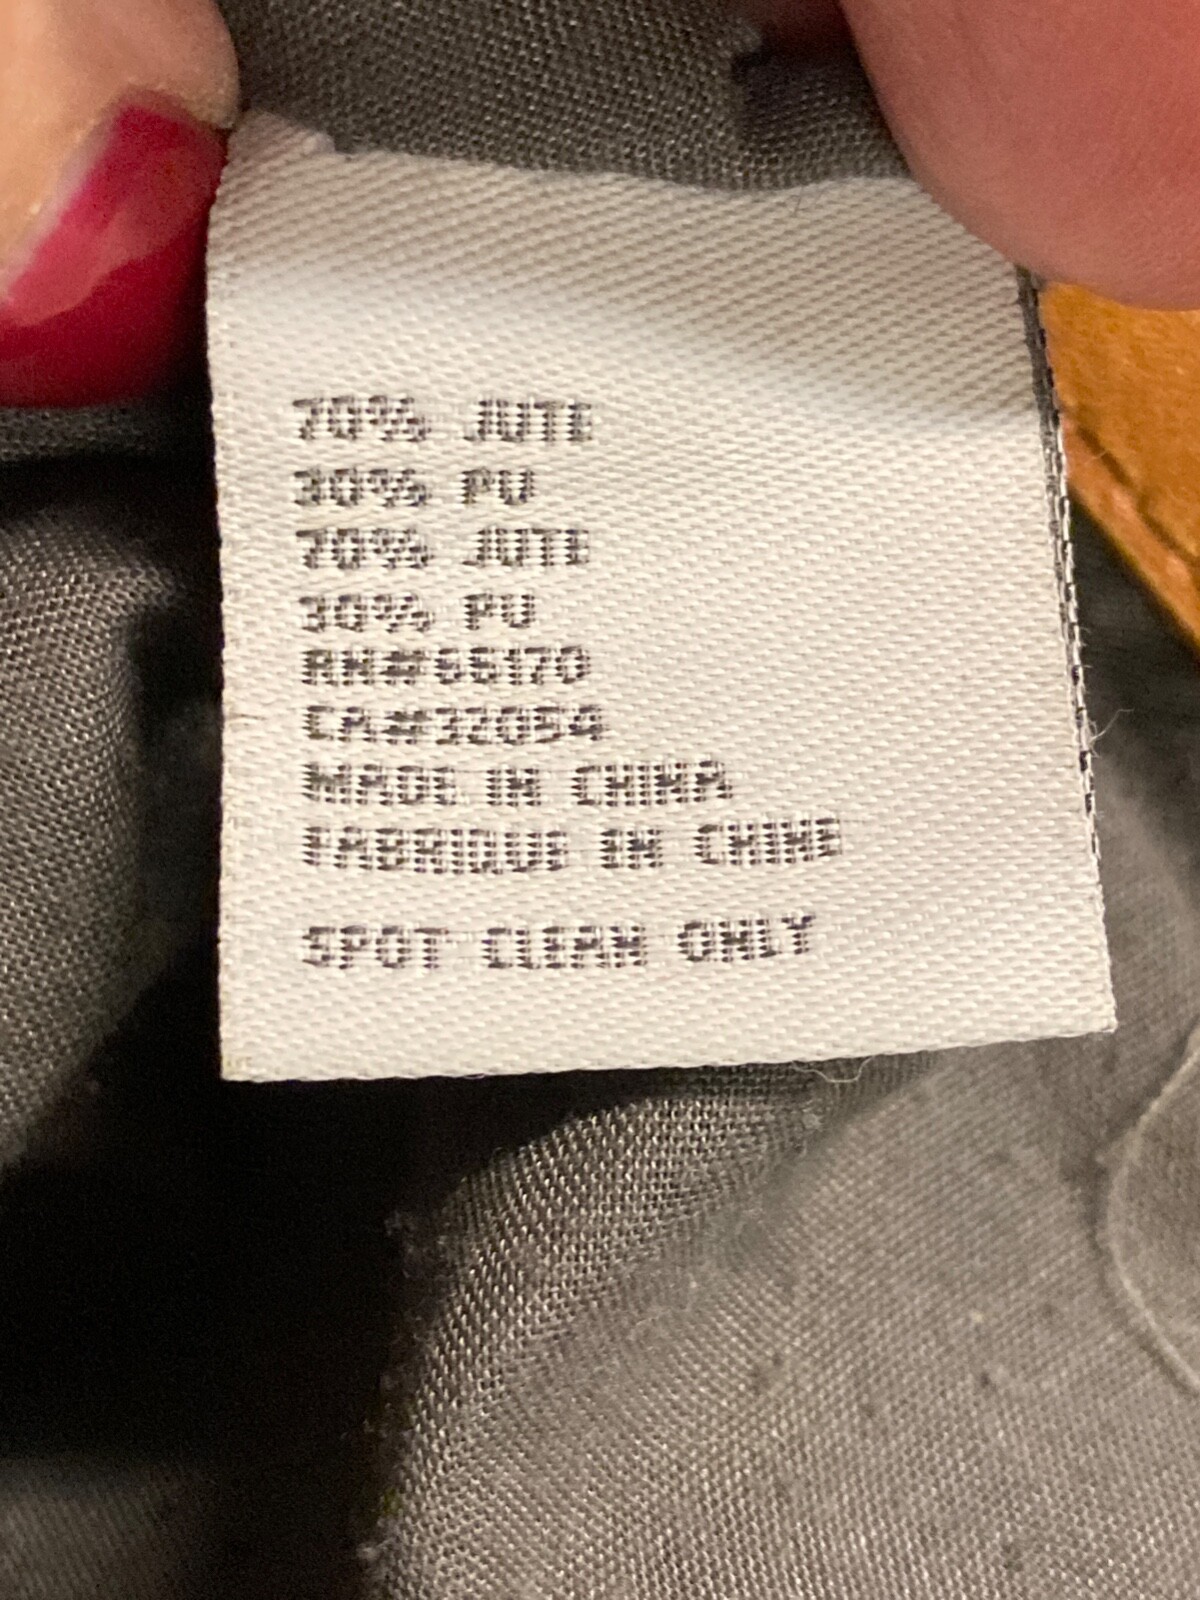 70% JUTE
30% PU
70% JUTE
30% PU
RN#55170
CA#32054
MADE IN CHINA
FABRIQUE IN CHINE
SPOT CLEAN ONLY